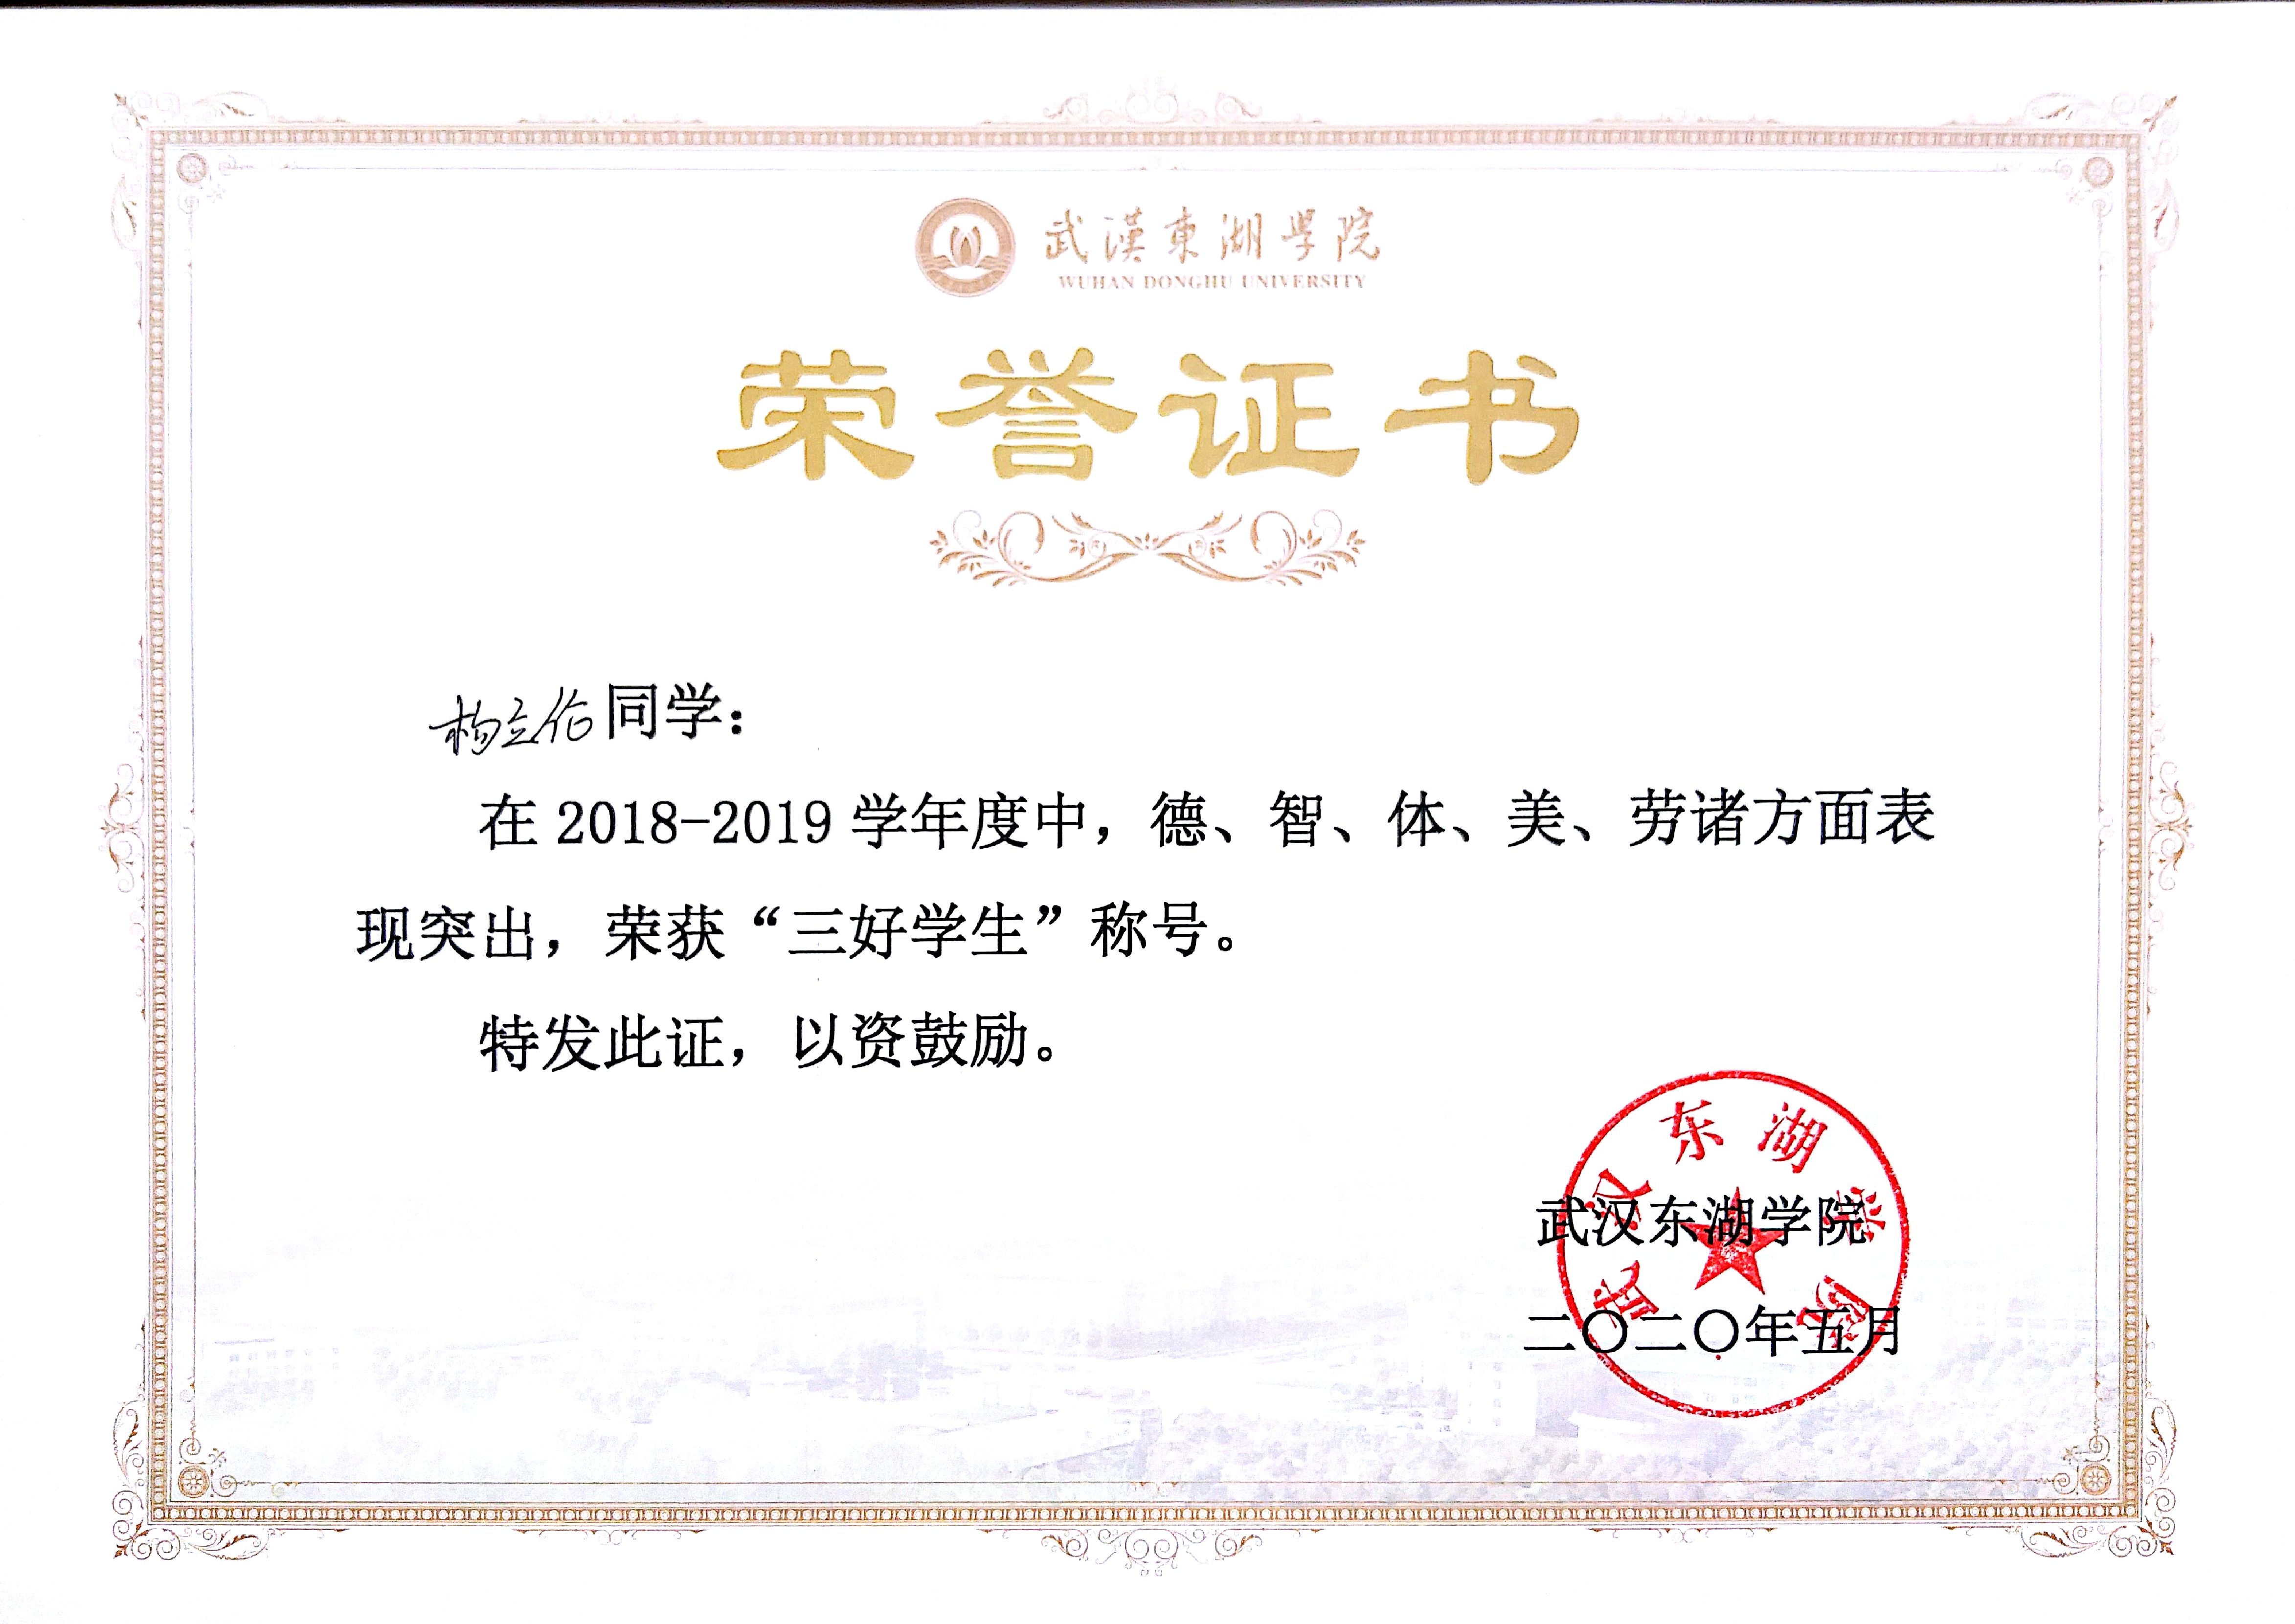 武漢東湖學院
WUHAN DONGHU UNIVERSITY
荣誉证书
杨立伦同学：
在 2018-2019 学年度中，德、智、体、美、劳诸方面表
现突出，荣获“三好学生”称号。
特发此证，以资鼓励。
武汉东湖学院
武汉东湖学院
二〇二〇年五月